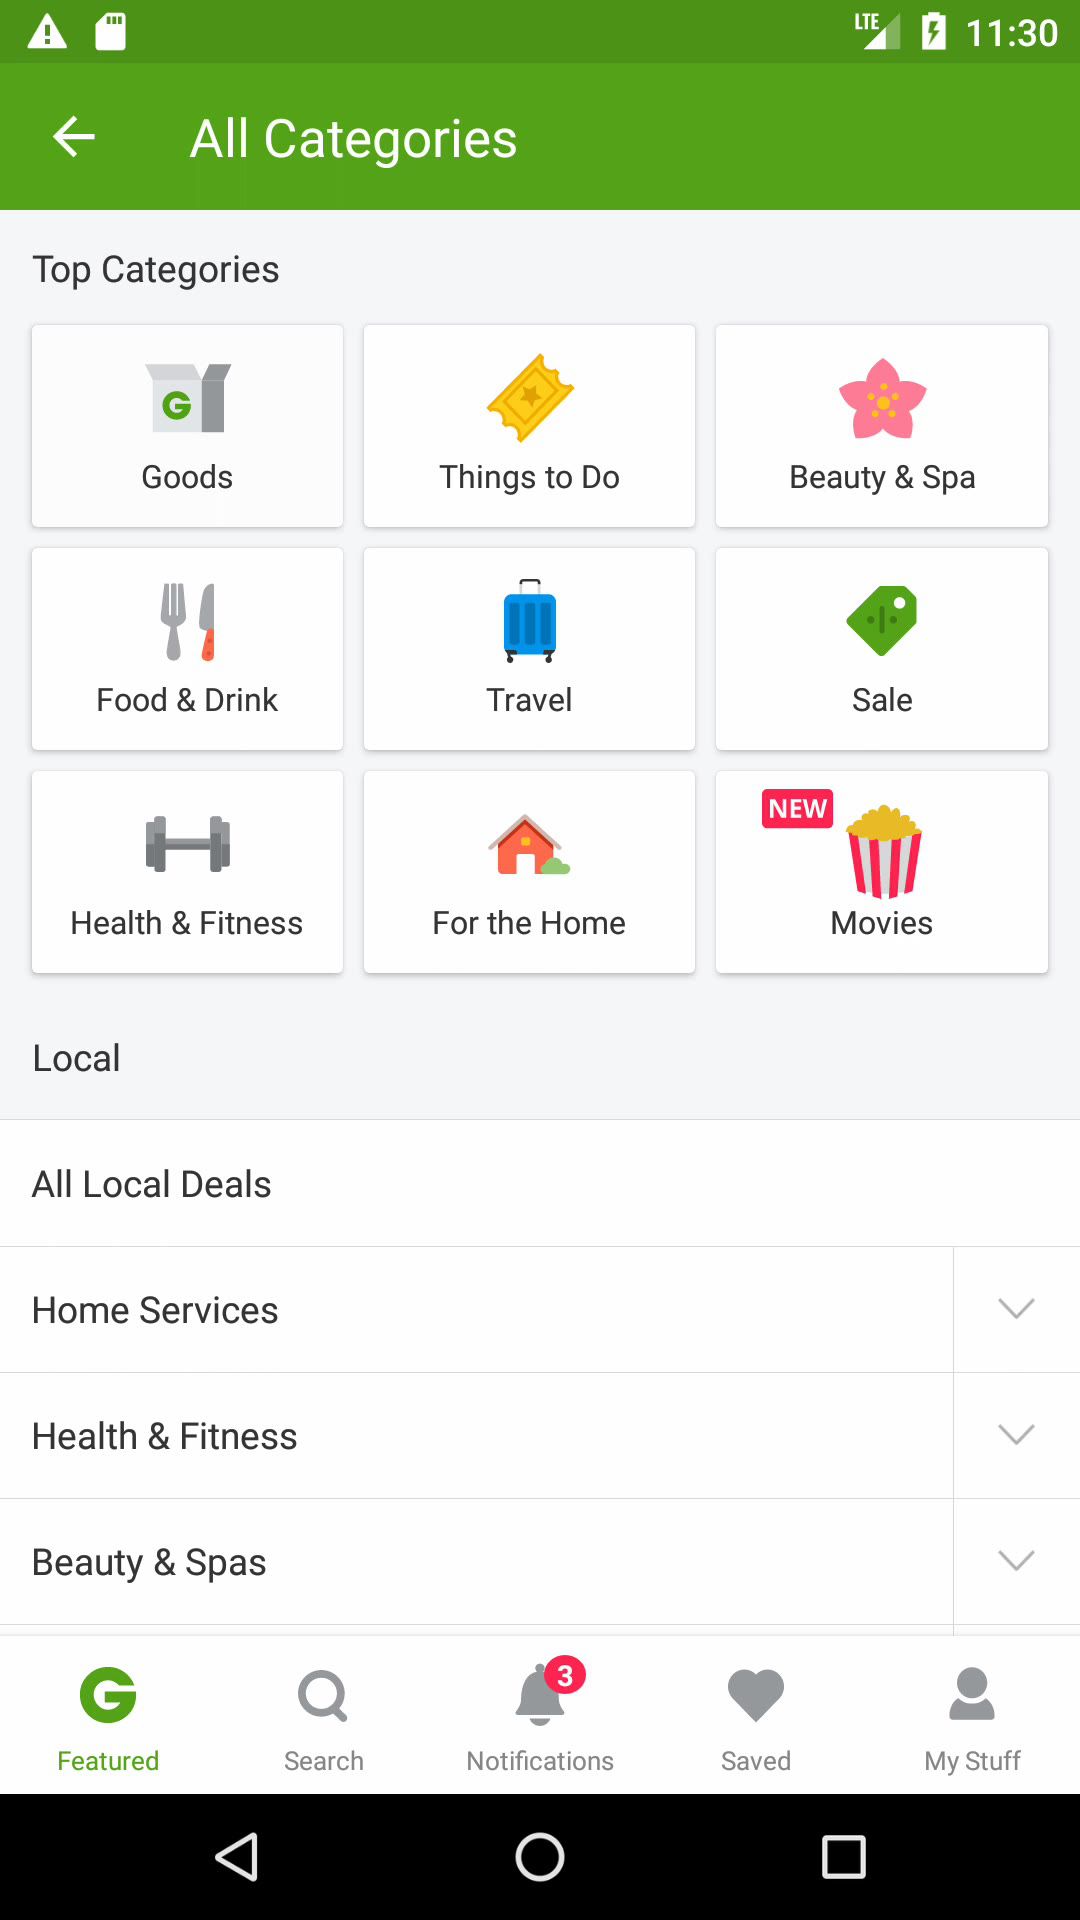 LTE 11:30
All Categories
Top Categories
Goods
Things to Do
Beauty & Spa
Food & Drink
Travel
Sale
Health & Fitness
For the Home
NEW
Movies
Local
All Local Deals
Home Services
Health & Fitness
Beauty & Spas
3
Featured
Search
Notifications
Saved
My Stuff